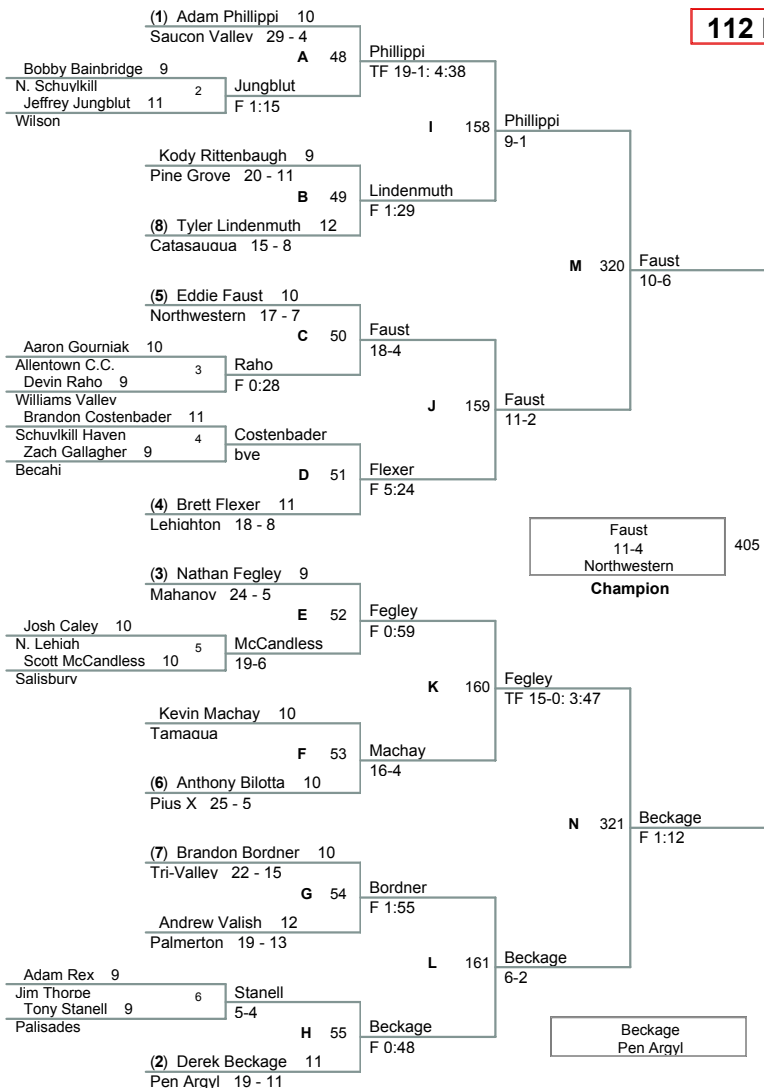 (1) Adam Phillippi 10
112
Saucon Valley 29 - 4
A 48
Phillippi
TF 19-1: 4:38
Bobby Bainbridge 9
N. Schuylkill
2
Jungblut
Jeffrey Jungblut 11
F 1:15
Wilson
I 158
Phillippi
9-1
Kody Rittenbaugh 9
Pine Grove 20 - 11
B 49
Lindenmuth
F 1:29
(8) Tyler Lindenmuth 12
Catasauqua 15 - 8
M 320
Faust
10-6
(5) Eddie Faust 10
Northwestern 17 - 7
C 50
Faust
18-4
Aaron Gourniak 10
Allentown C.C.
3
Raho
Devin Raho 9
F 0:28
Williams Valley
J 159
Faust
11-2
Brandon Costenbader 11
Schuylkill Haven
4
Costenbader
Zach Gallagher 9
bye
Becahi
D 51
Flexer
F 5:24
(4) Brett Flexer 11
Lehighton 18 - 8
Faust
11-4
405
Northwestern
Champion
(3) Nathan Fegley 9
Mahanoy 24 - 5
E 52
Fegley
F 0:59
Josh Caley 10
N. Lehigh
5
McCandless
Scott McCandless 10
19-6
Salisbury
K 160
Fegley
TF 15-0: 3:47
Kevin Machay 10
Tamaqua
F 53
Machay
16-4
(6) Anthony Bilotta 10
Pius X 25 - 5
N 321
Beckage
F 1:12
(7) Brandon Bordner 10
Tri-Valley 22 - 15
G 54
Bordner
F 1:55
Andrew Valish 12
Palmerton 19 - 13
L 161
Beckage
6-2
Adam Rex 9
Jim Thorpe
6
Stanell
Tony Stanell 9
5-4
Palisades
H 55
Beckage
F 0:48
(2) Derek Beckage 11
Pen Argyl 19 - 11
Beckage
Pen Argyl